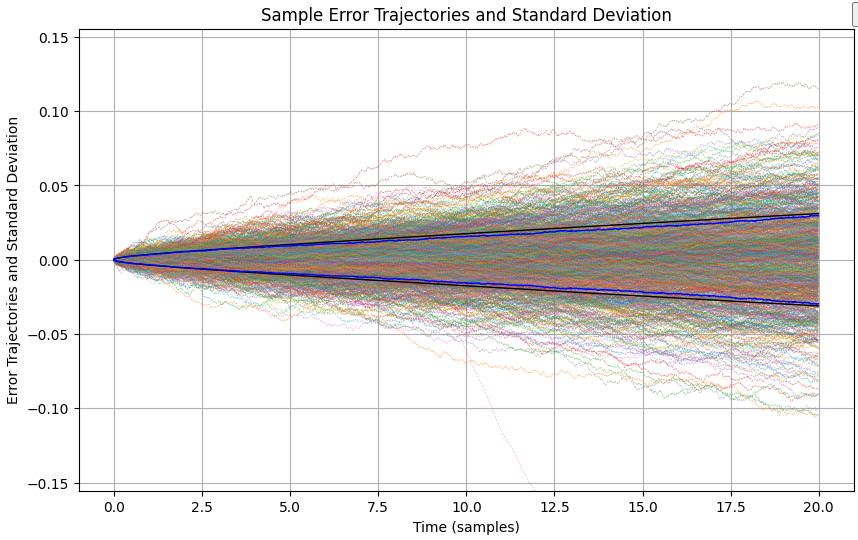 Sample Error Trajectories and Standard Deviation
Error Trajectories and Standard Deviation
0.15
0.10
0.05
0.00
−0.05
−0.10
−0.15
0.0 2.5 5.0 7.5 10.0 12.5 15.0 17.5 20.0
Time (samples)